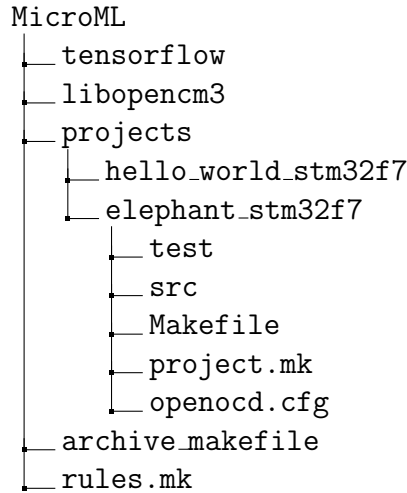 MicroML
tensorflow
libopencm3
projects
hello_world_stm32f7
elephant_stm32f7
test
src
Makefile
project.mk
openocd.cfg
archive_makefile
rules.mk